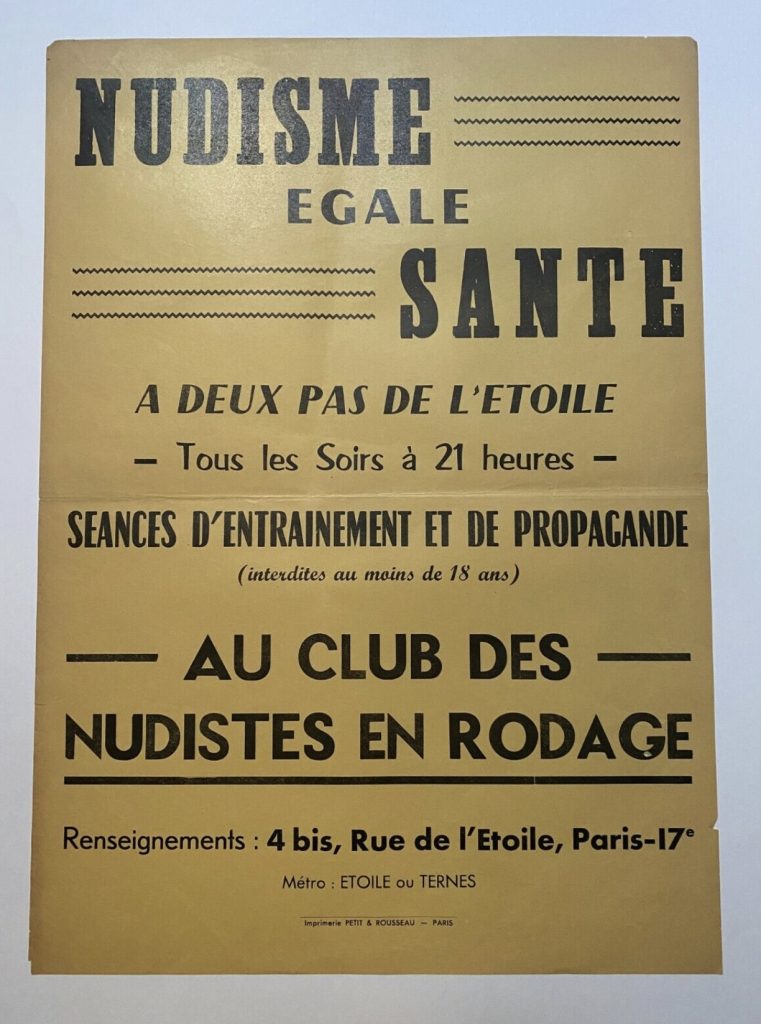 NUDISME
EGALE
SANTE
A DEUX PAS DE L'ETOILE
— Tous les Soirs à 21 heures —
SEANCES D'ENTRAINEMENT ET DE PROPAGANDE
(interdites au moins de 18 ans)
— AU CLUB DES —
NUDISTES EN RODAGE
Renseignements : 4 bis, Rue de l'Etoile, Paris-17e
Métro : ETOILE ou TERNES
Imprimerie PETIT & ROUSSEAU — PARIS